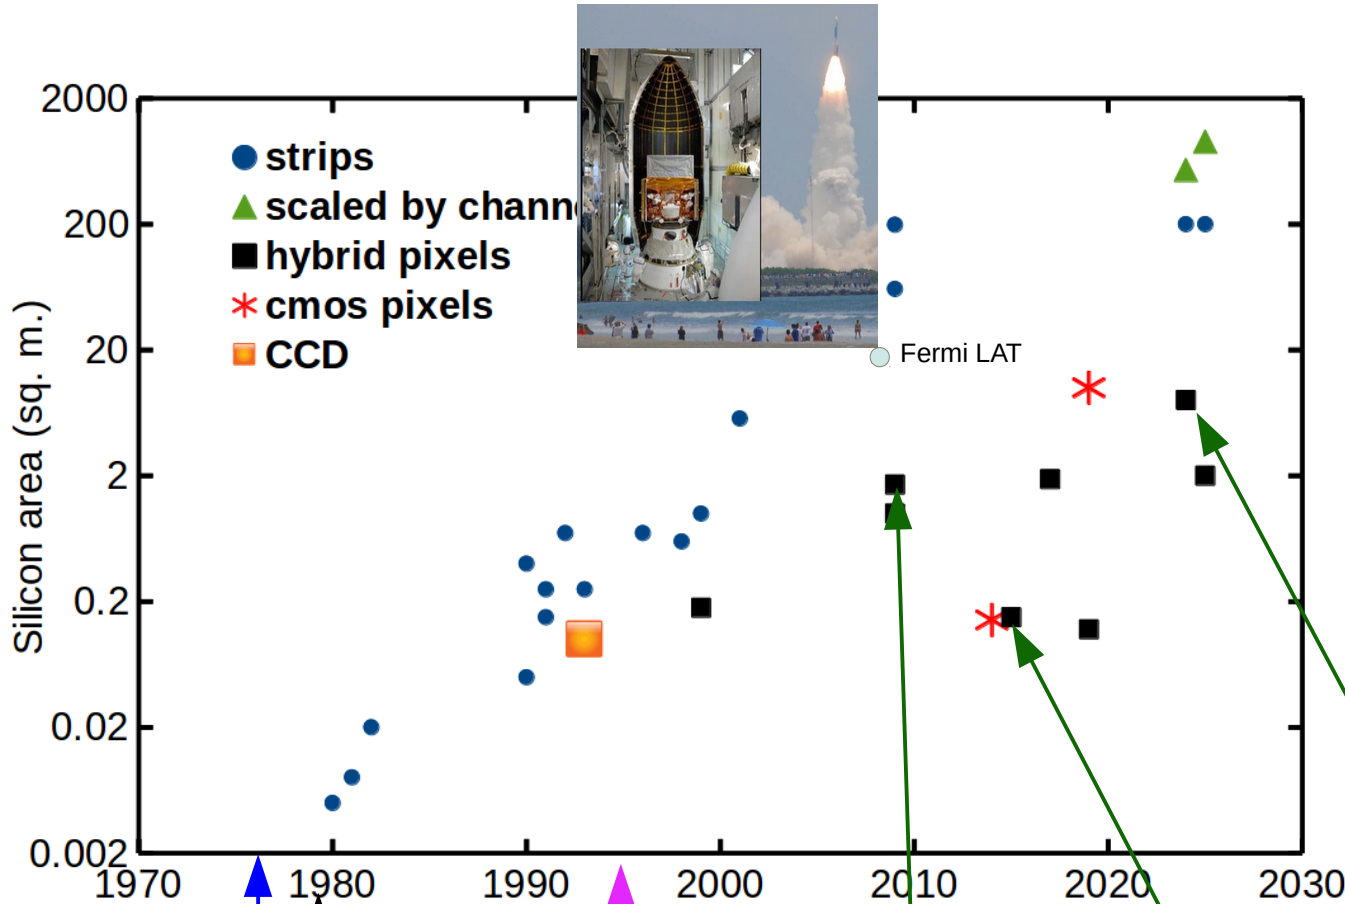 2000
200
20
2
0.2
0.02
0.002
Silicon area (sq. m.)
strips
scaled by chann
hybrid pixels
cmos pixels
CCD
Fermi LAT
1970 1980 1990 2000 2010 2020 2030